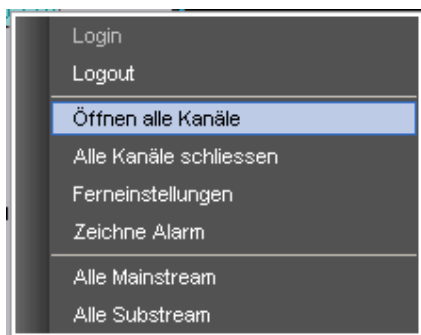 Login
Logout
Öffnen alle Kanäle
Alle Kanäle schliessen
Ferneinstellungen
Zeichne Alarm
Alle Mainstream
Alle Substream